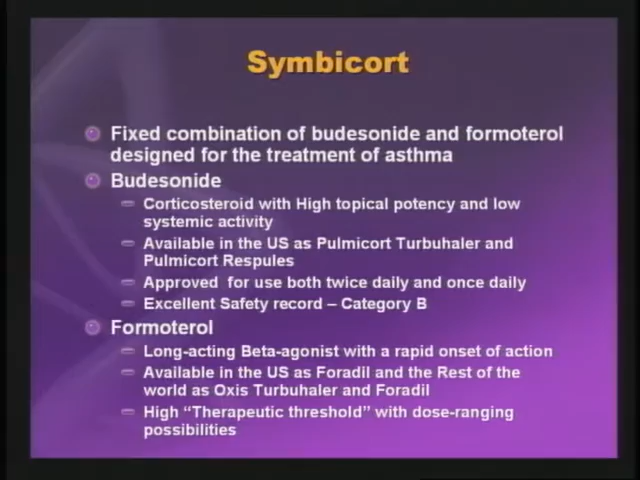 Symbicort
Fixed combination of budesonide and formoterol
designed for the treatment of asthma
Budesonide
Corticosteroid with High topical potency and low
systemic activity
Available in the US as Pulmicort Turbuhaler and
Pulmicort Respules
Approved for use both twice daily and once daily
Excellent Safety record – Category B
Formoterol
Long-acting Beta-agonist with a rapid onset of action
Available in the US as Foradil and the Rest of the
world as Oxis Turbuhaler and Foradil
High “Therapeutic threshold” with dose-ranging
possibilities